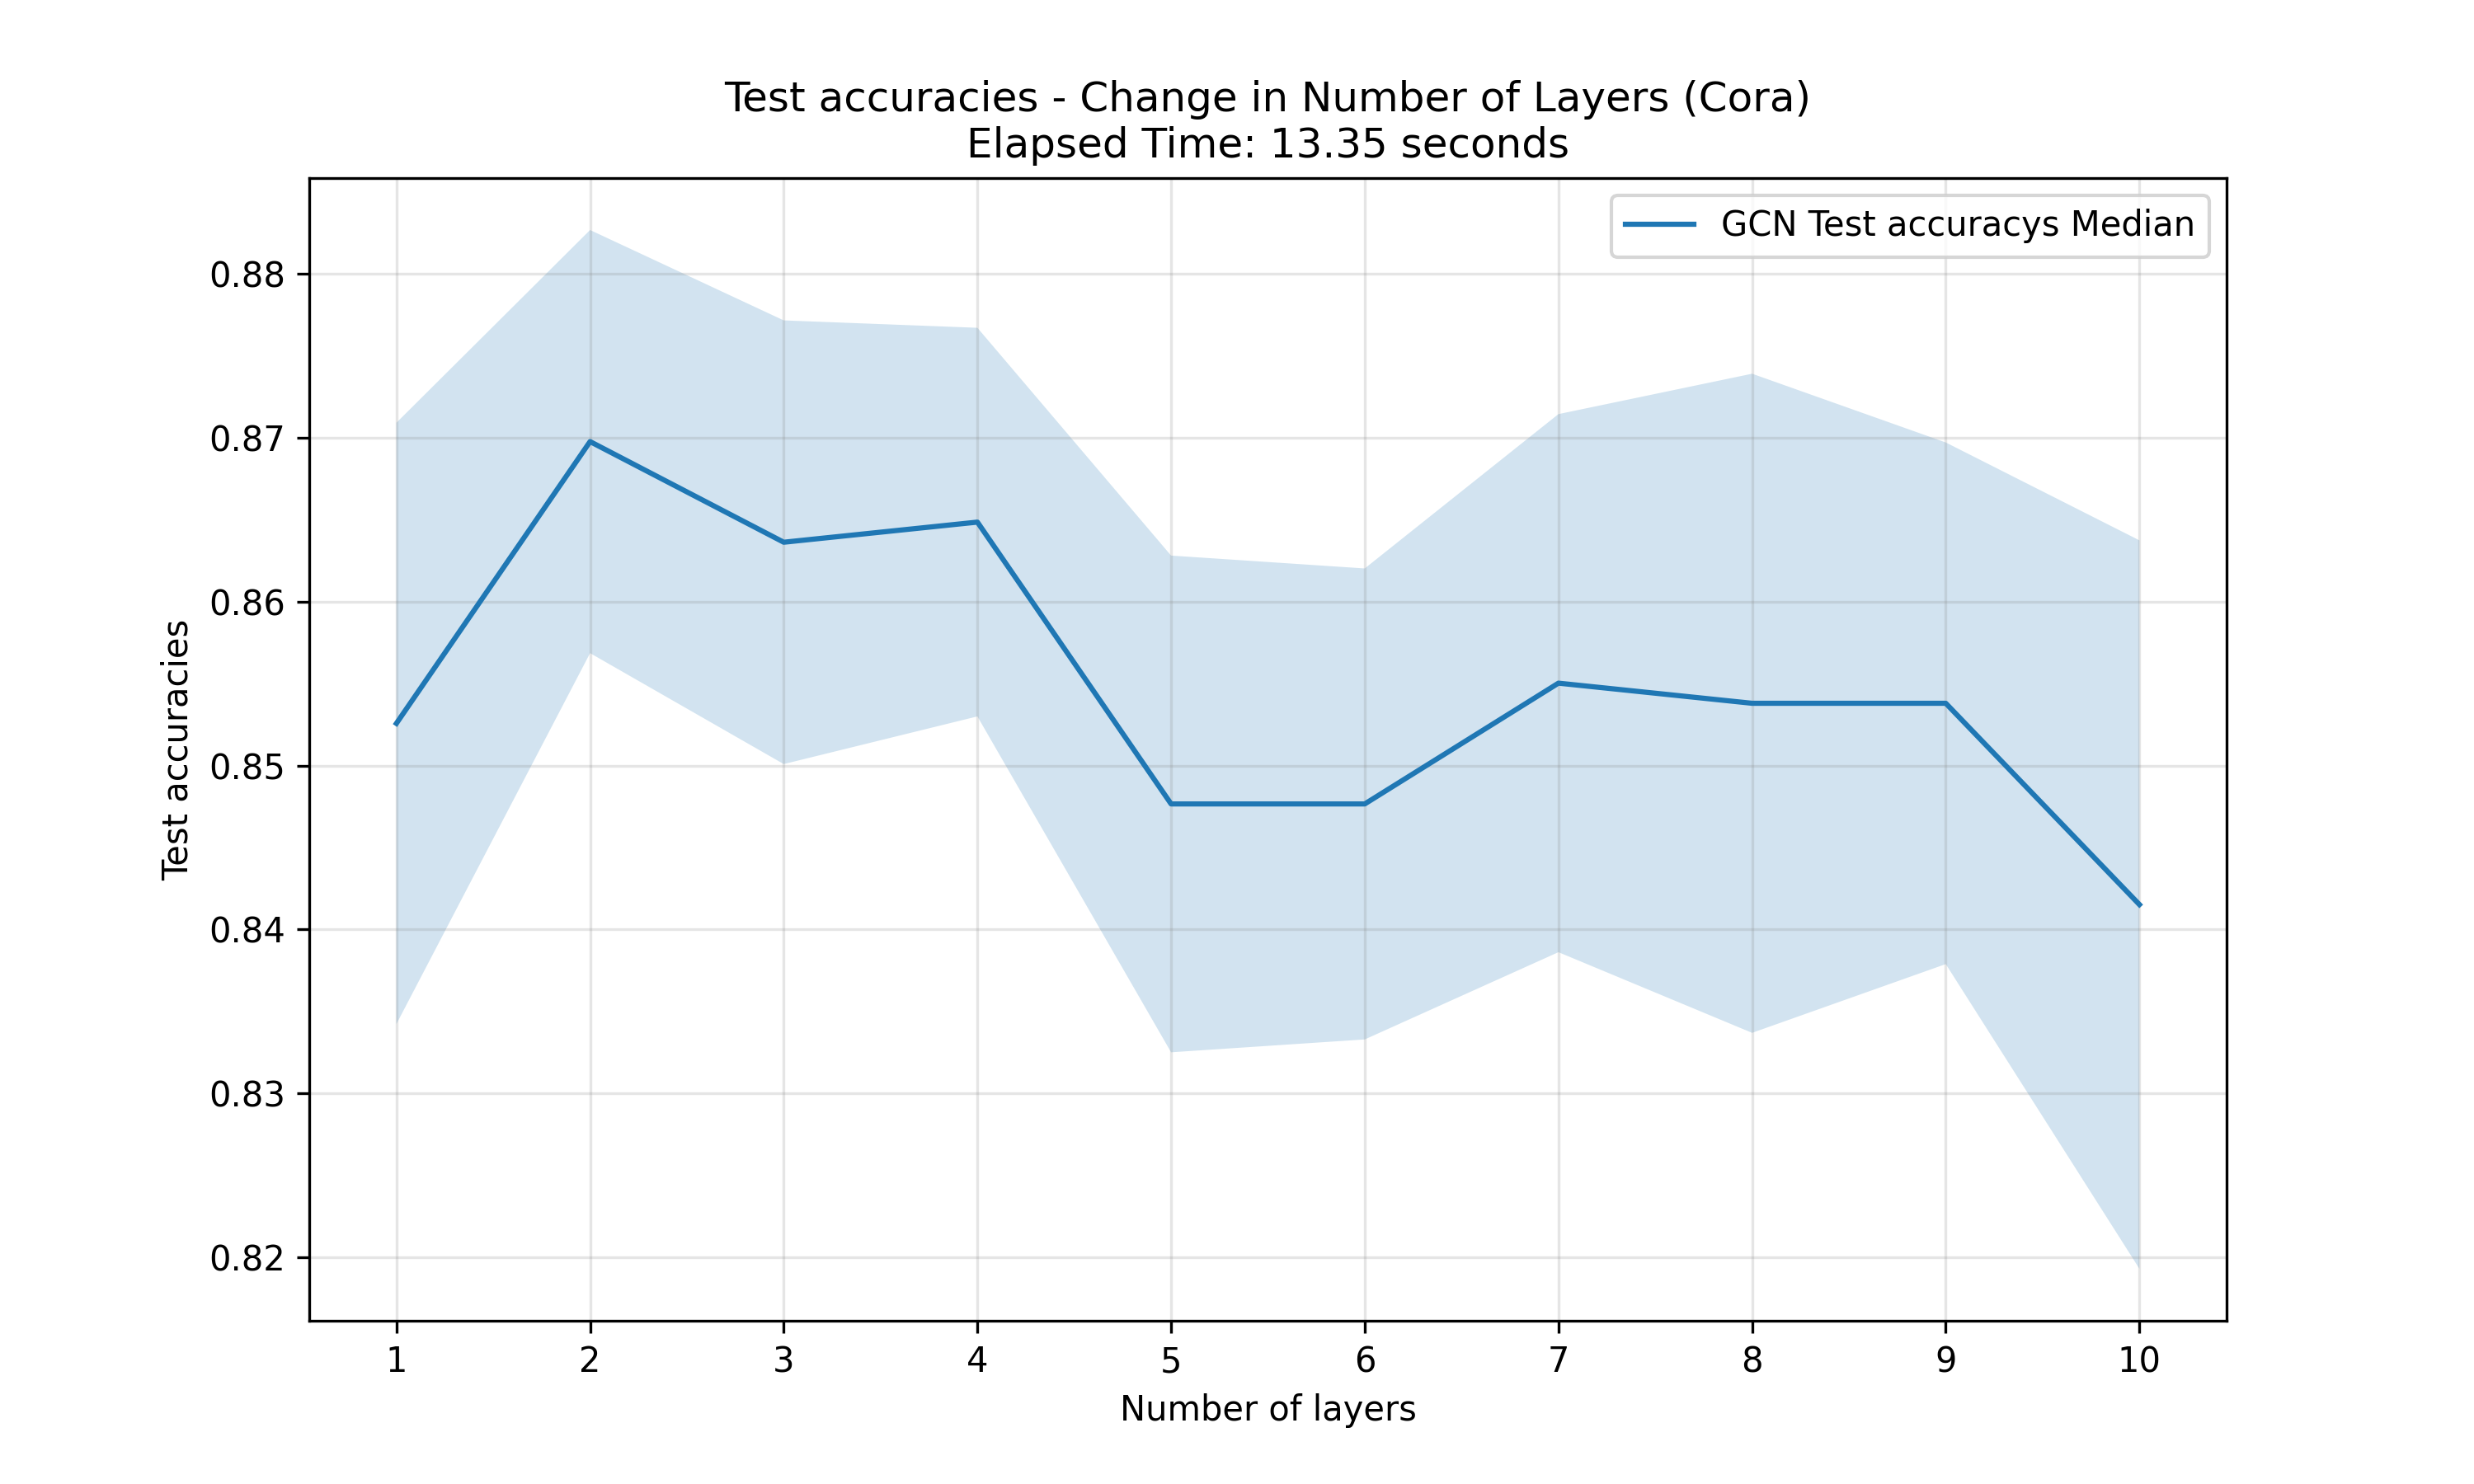 Test accuracies - Change in Number of Layers (Cora)
Elapsed Time: 13.35 seconds
GCN Test accuracys Median
0.88
0.87
0.86
0.85
0.84
0.83
0.82
Test accuracies
1 2 3 4 5 6 7 8 9 10
Number of layers